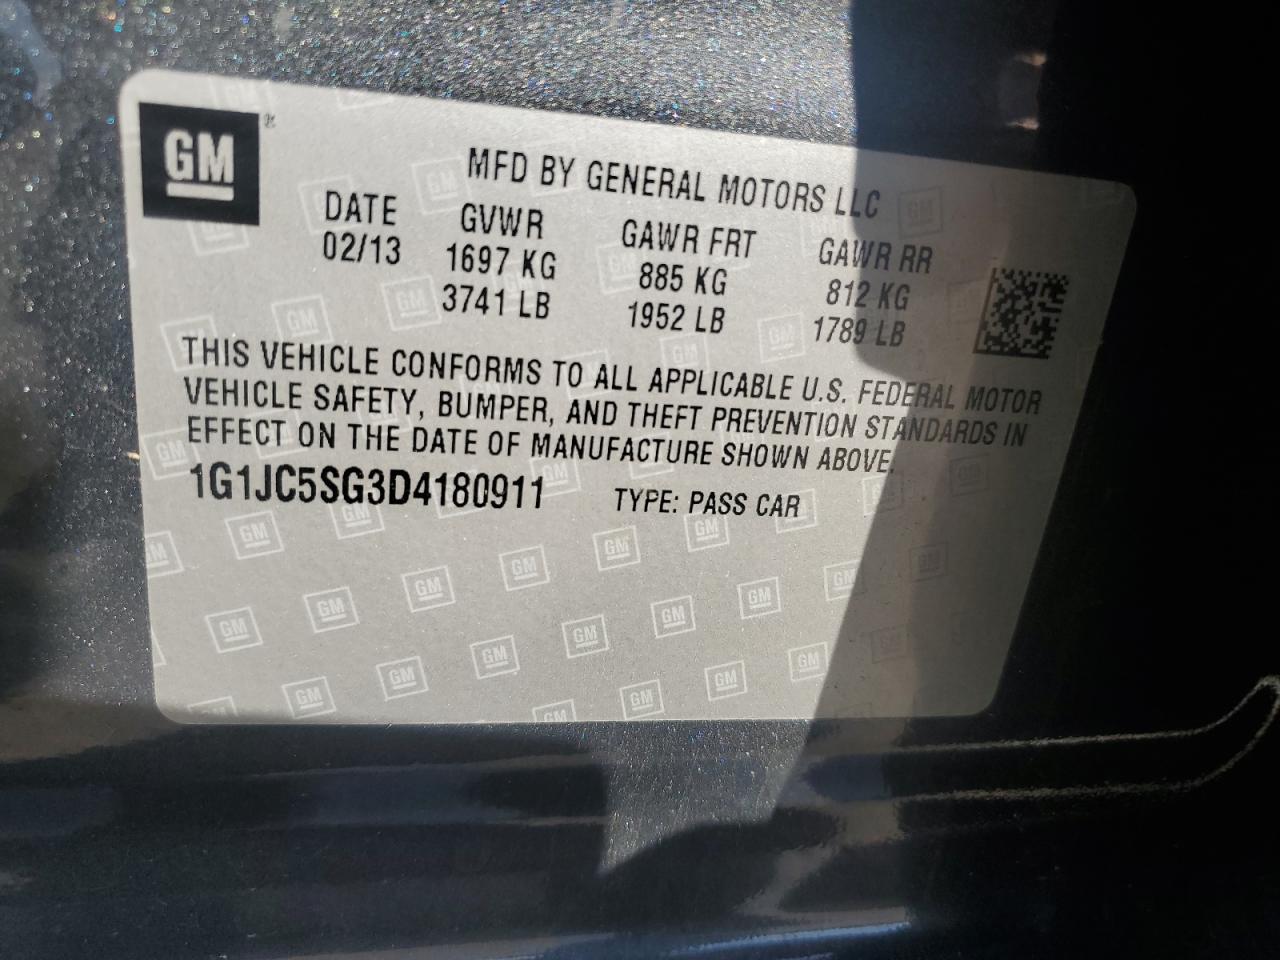 GM
MFD BY GENERAL MOTORS LLC
DATE GVWR GAWR FRT GAWR RR
02/13 1697 KG 885 KG 812 KG
3741 LB 1952 LB 1789 LB
THIS VEHICLE CONFORMS TO ALL APPLICABLE U.S. FEDERAL MOTOR
VEHICLE SAFETY, BUMPER, AND THEFT PREVENTION STANDARDS IN
EFFECT ON THE DATE OF MANUFACTURE SHOWN ABOVE.
1G1JC5SG3D4180911 TYPE: PASS CAR